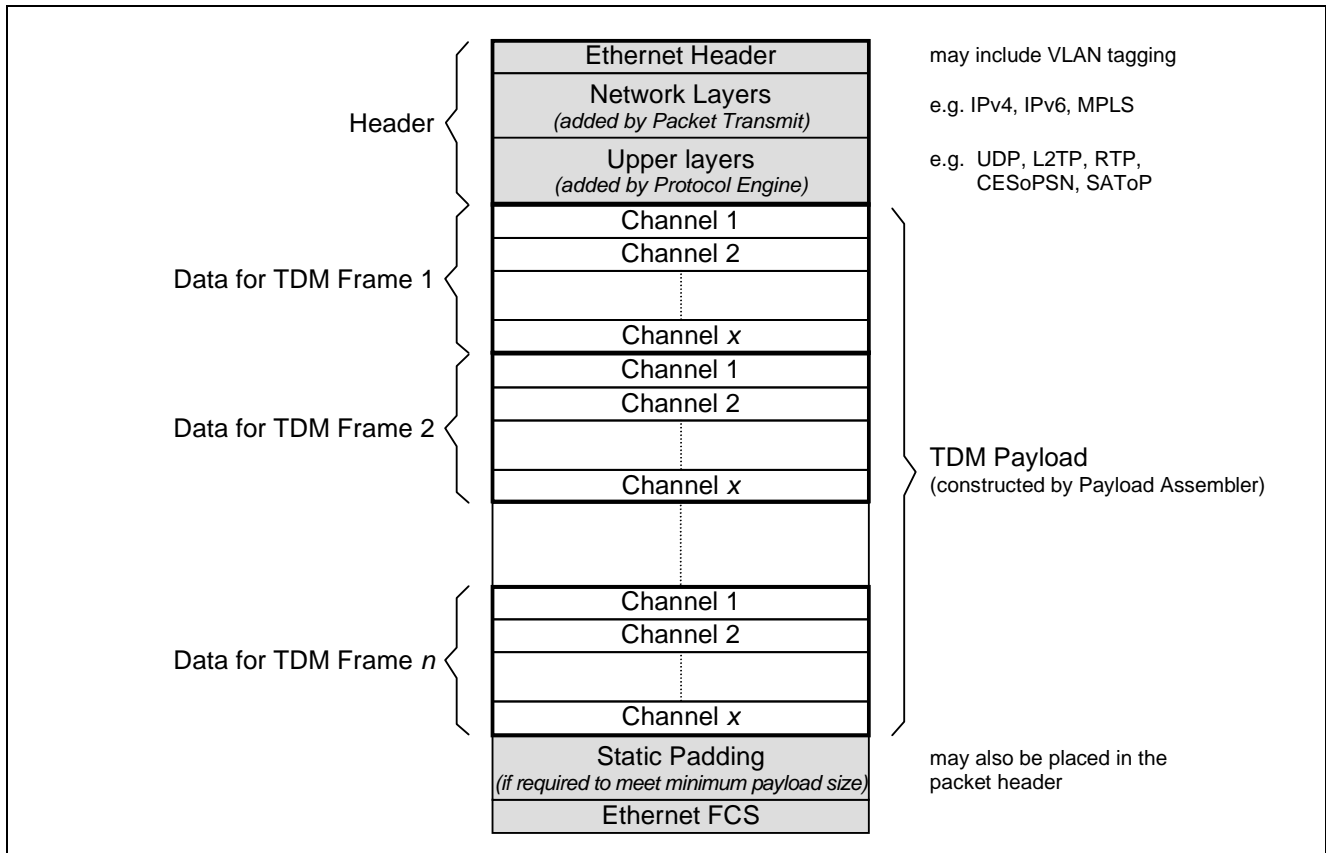 Ethernet Header
may include VLAN tagging
Header
Network Layers
(added by Packet Transmit)
e.g. IPv4, IPv6, MPLS
Upper layers
(added by Protocol Engine)
e.g. UDP, L2TP, RTP,
CESoPSN, SAToP
Data for TDM Frame 1
Channel 1
Channel 2
Channel x
Data for TDM Frame 2
Channel 1
Channel 2
Channel x
TDM Payload
(constructed by Payload Assembler)
Data for TDM Frame n
Channel 1
Channel 2
Channel x
Static Padding
(if required to meet minimum payload size)
may also be placed in the
packet header
Ethernet FCS